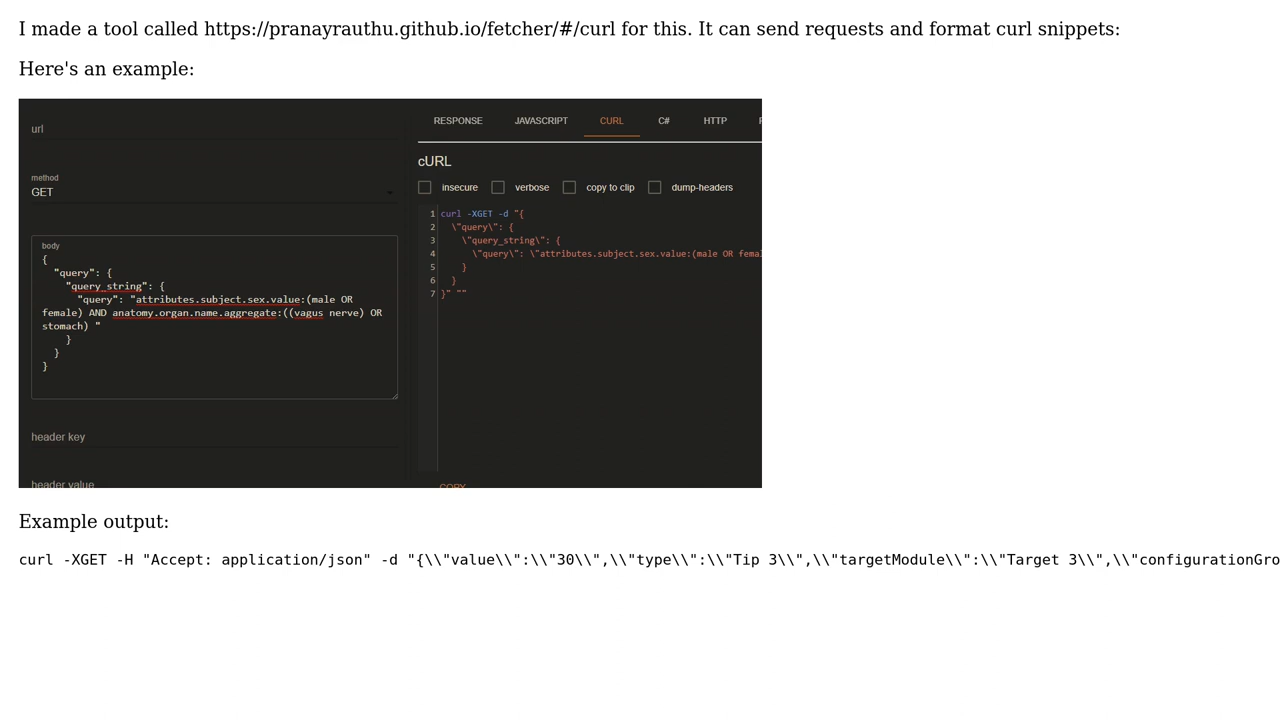 I made a tool called https://pranayrauthu.github.io/fetcher/#/curl for this. It can send requests and format curl snippets:
Here's an example:
url
method
GET
body
{
"query": {
"query_string": {
"query": "attributes.subject.sex.value:(male OR
female) AND anatomy.organ.name.aggregate:((vagus nerve) OR
stomach) "
}
}
}
header key
header value
RESPONSE JAVASCRIPT CURL C# HTTP
cURL
insecure verbose copy to clip dump-headers
1 curl -XGET -d "{
2 \"query\": {
3 \"query_string\": {
4 \"query\": \"attributes.subject.sex.value:(male OR femal
5 }
6 }
7 }" ""
COPY
Example output:
curl -XGET -H "Accept: application/json" -d "{\\"value\\":\\"30\\",\\"type\\":\\"Tip 3\\",\\"targetModule\\":\\"Target 3\\",\\"configurationGro